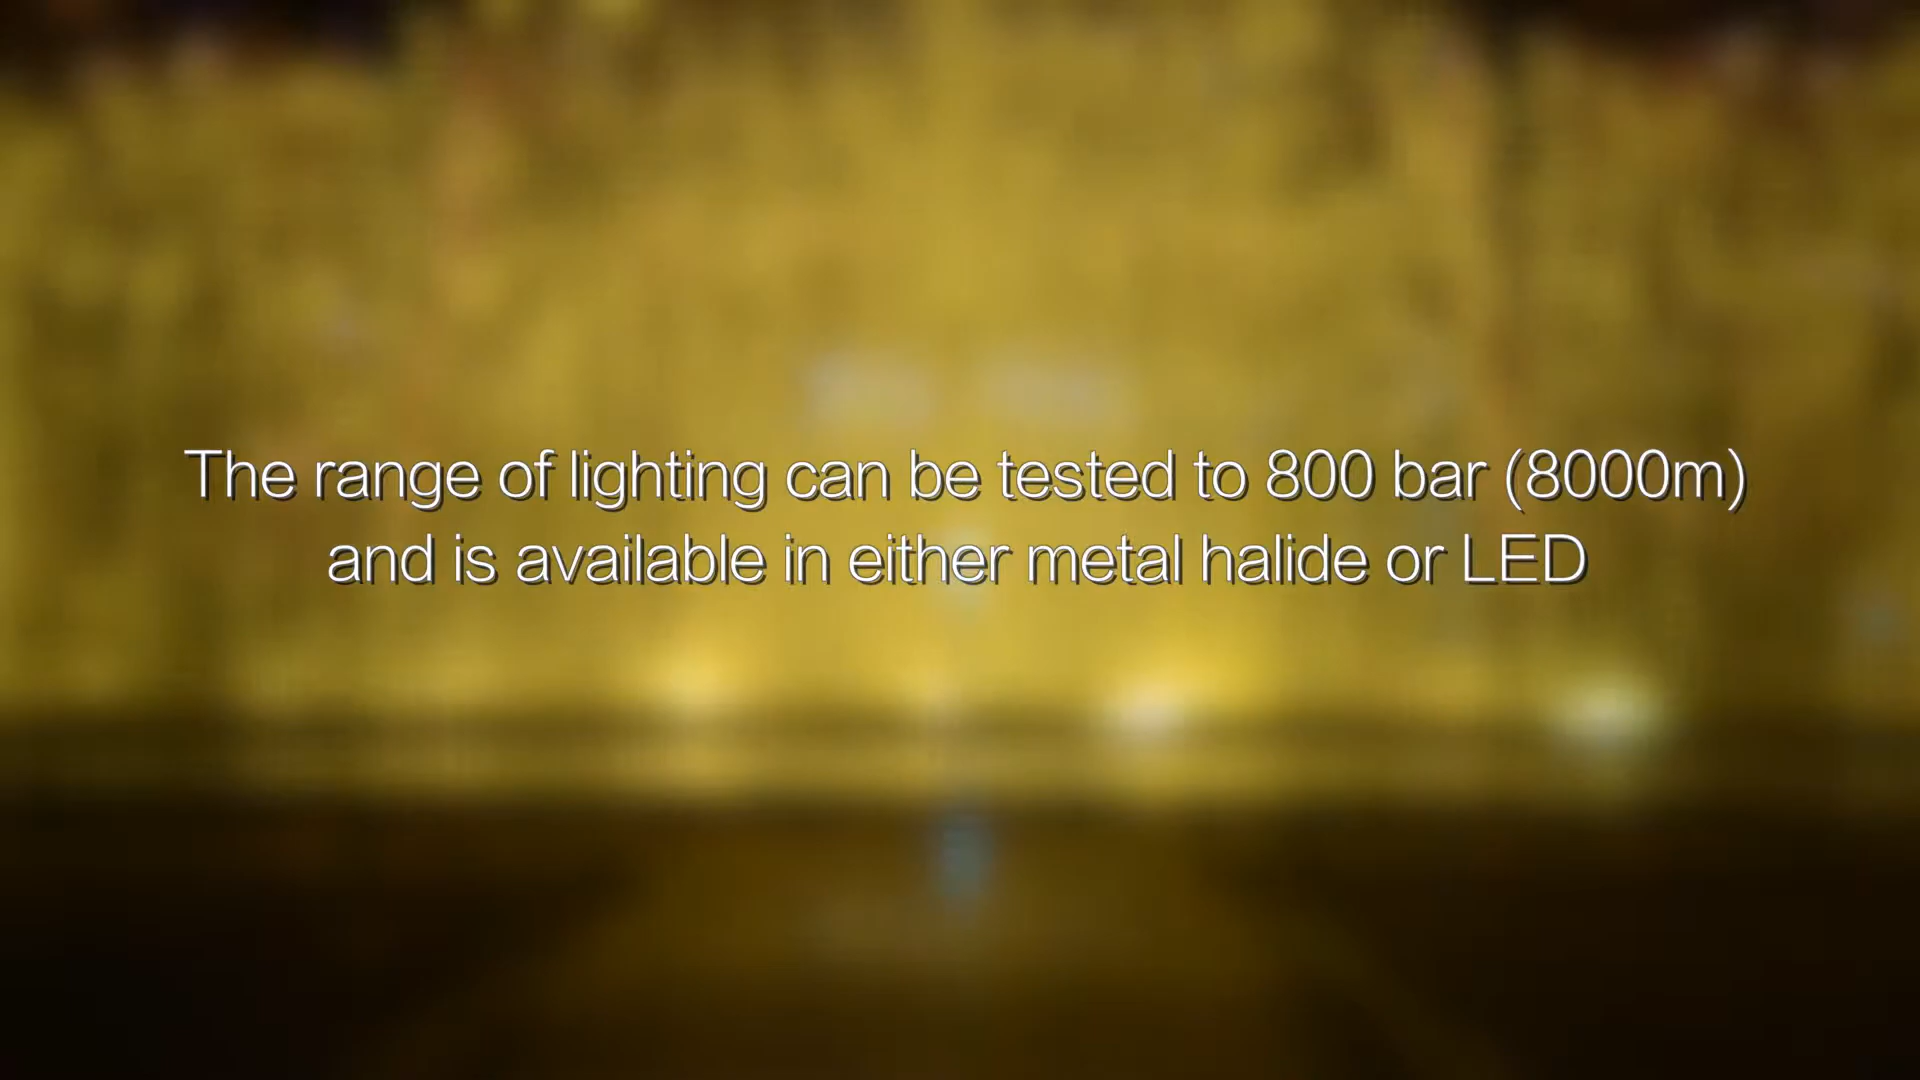 The range of lighting can be tested to 800 bar (8000m)
and is available in either metal halide or LED